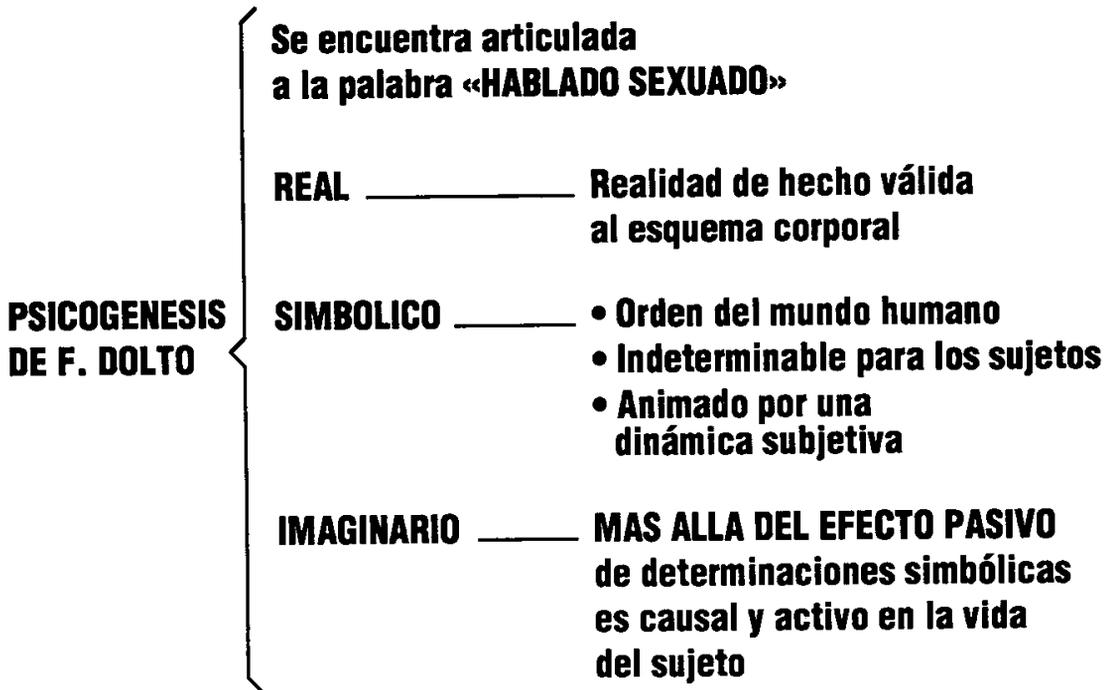 Se encuentra articulada
a la palabra «HABLADO SEXUADO»
REAL Realidad de hecho válida
al esquema corporal
PSICOGENESIS
DE F. DOLTO
SIMBOLICO • Orden del mundo humano
• Indeterminable para los sujetos
• Animado por una
dinámica subjetiva
IMAGINARIO MAS ALLA DEL EFECTO PASIVO
de determinaciones simbólicas
es causal y activo en la vida
del sujeto